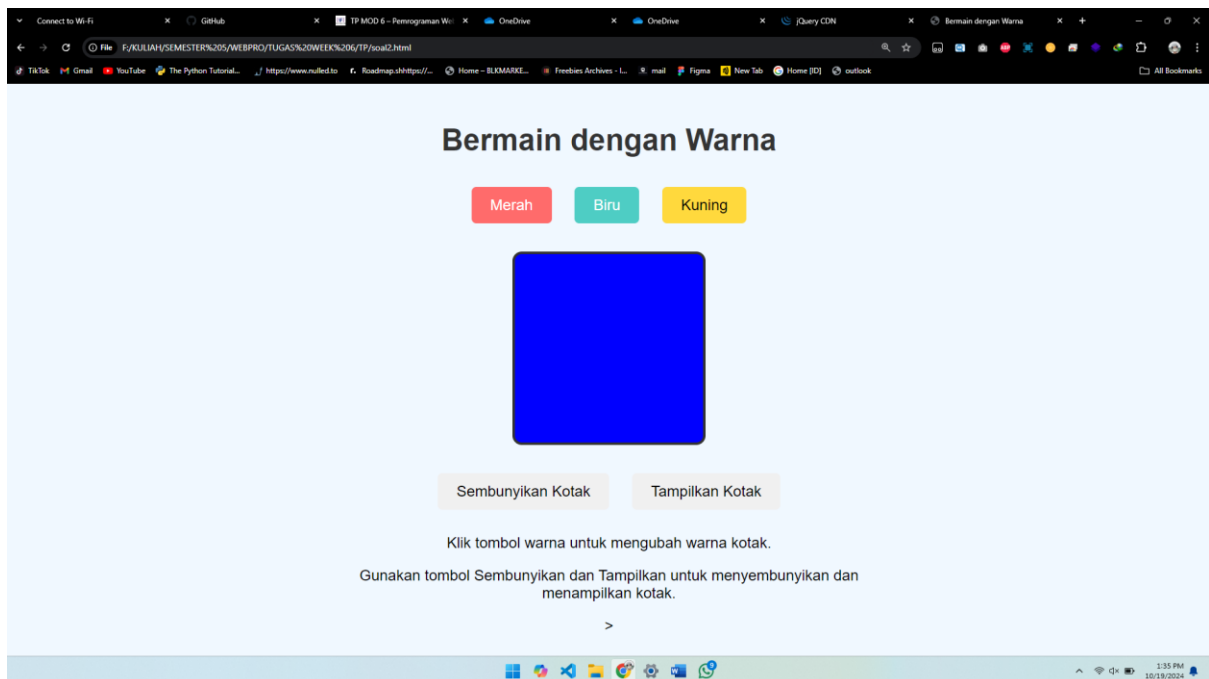 Connect to Wi-Fi
GitHub
TP MOD 6 – Pemrograman We
OneDrive
OneDrive
jQuery CDN
Bermain dengan Warna
File F:/KULIAH/SEMESTER%205/WEBPRO/TUGAS%20WEEK%206/TP/soal2.html
TikTok Gmail YouTube The Python Tutorial... https://www.nulled.to Roadmap.shhttps://... Home – BLKMARKE... Freebies Archives - I... mail Figma New Tab Home [ID] outlook All Bookmarks
Bermain dengan Warna
Merah Biru Kuning
Sembunyikan Kotak Tampilkan Kotak
Klik tombol warna untuk mengubah warna kotak.
Gunakan tombol Sembunyikan dan Tampilkan untuk menyembunyikan dan
menampilkan kotak.
>
1:35 PM
10/19/2024